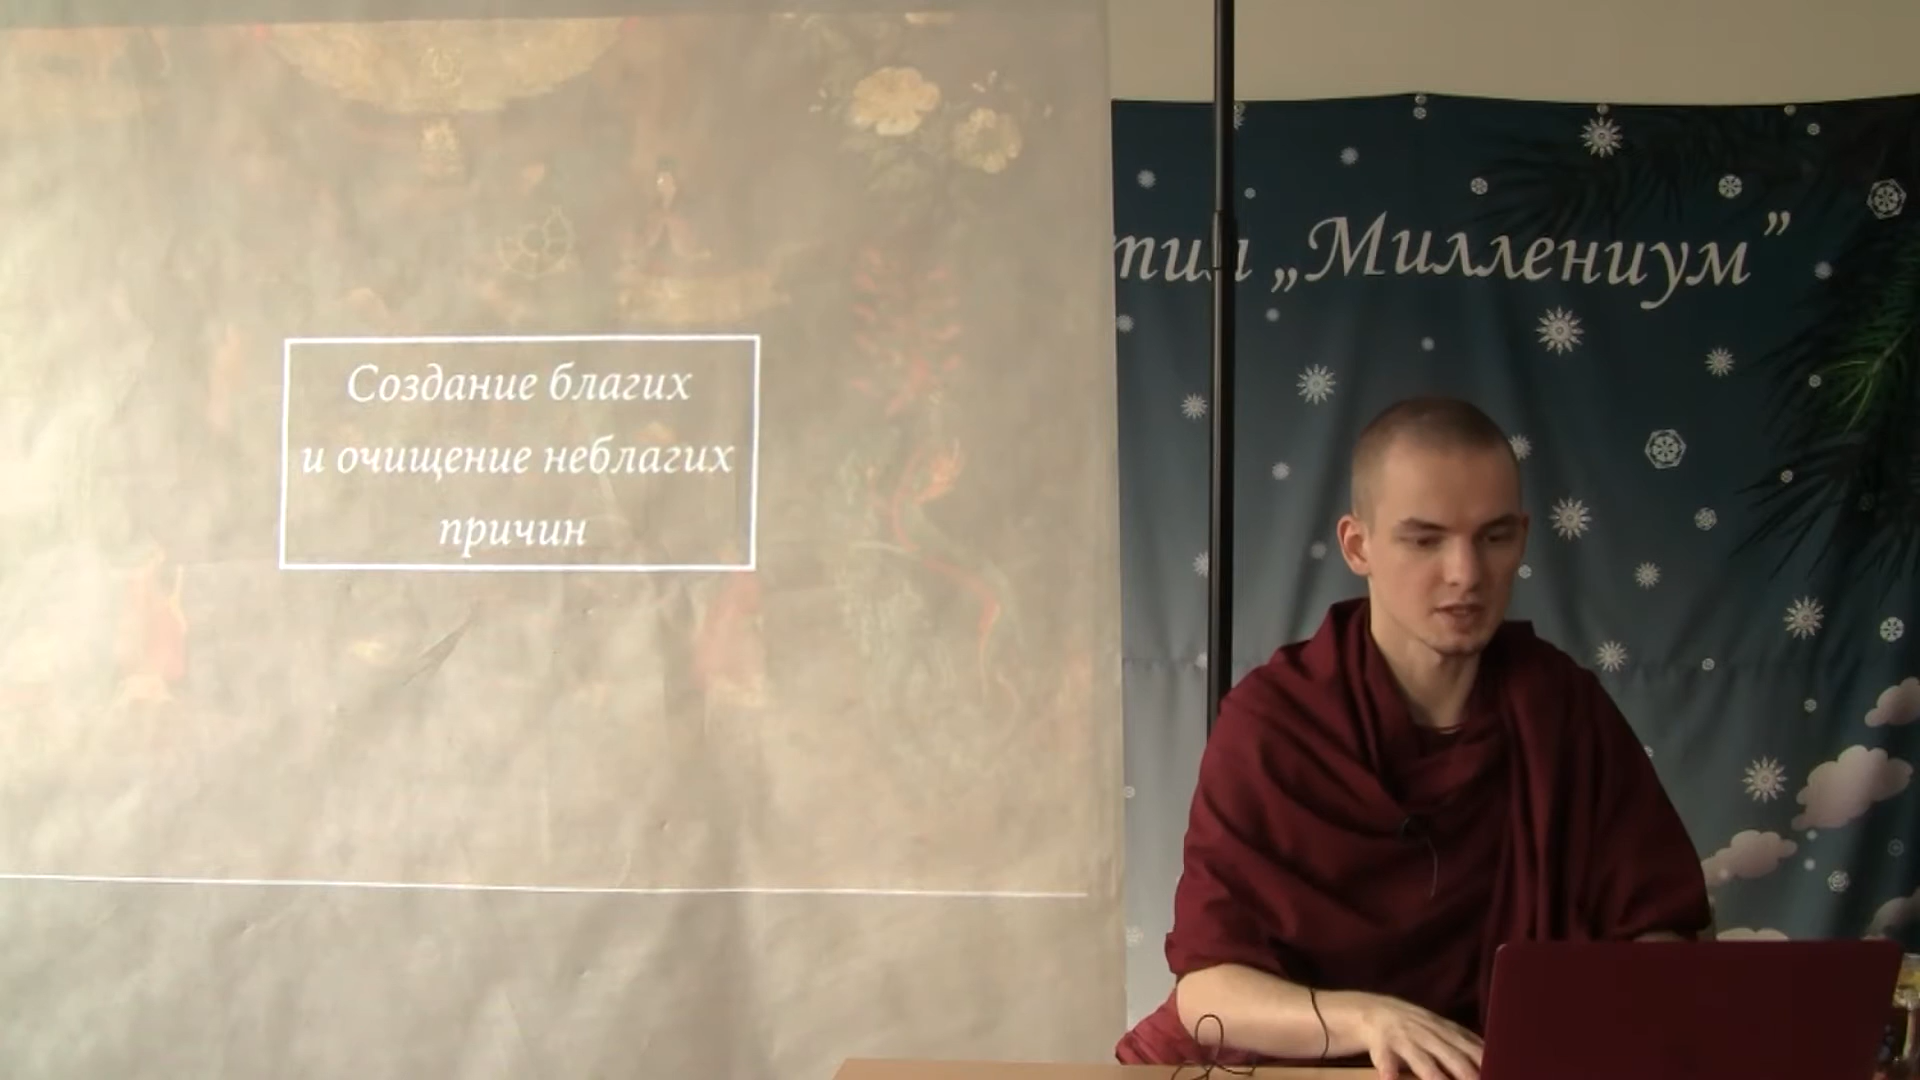 Создание благих
и очищение неблагих
причин
„Миллениум”